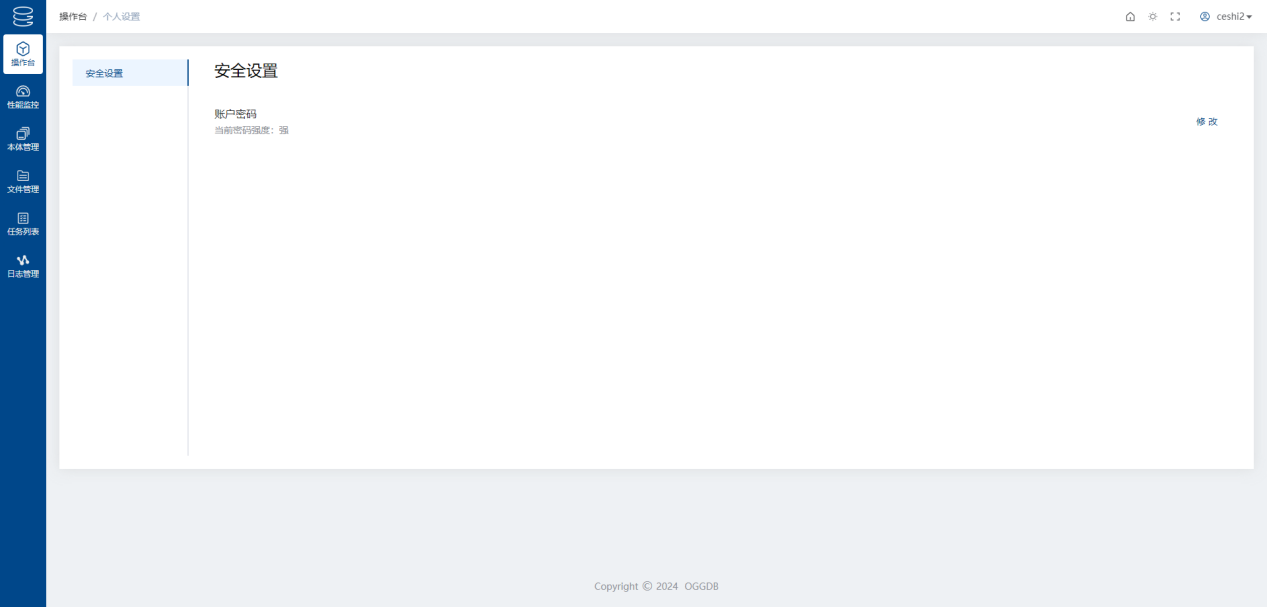 操作台 / 个人设置
ceshi2
操作台
性能监控
本体管理
文件管理
任务列表
日志管理
安全设置
安全设置
账户密码
当前密码强度：强
修 改
Copyright © 2024 OGGDB